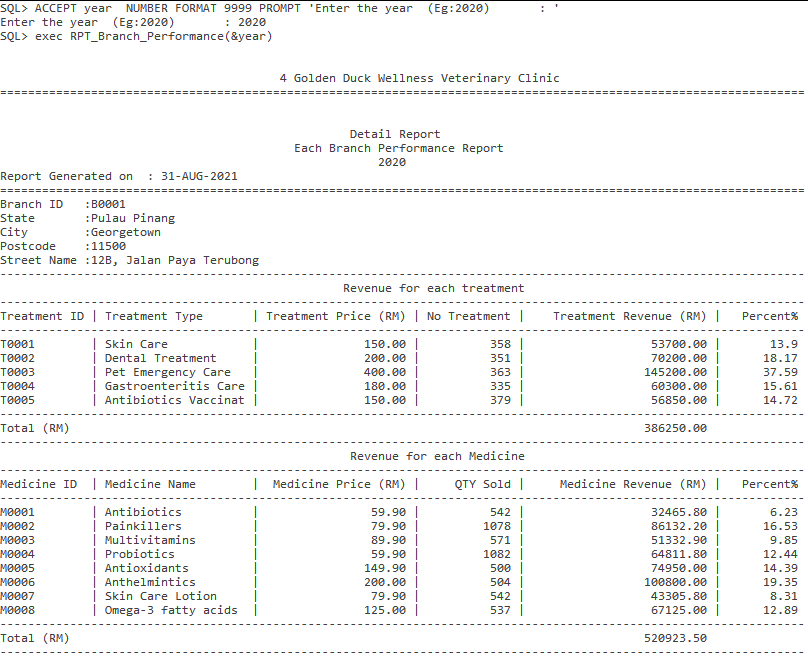 SQL> ACCEPT year  NUMBER FORMAT 9999 PROMPT 'Enter the year  (Eg:2020)       : '
Enter the year  (Eg:2020)       : 2020
SQL> exec RPT_Branch_Performance(&year)
4 Golden Duck Wellness Veterinary Clinic
===================================================================================================================
Detail Report
Each Branch Performance Report
2020
Report Generated on  : 31-AUG-2021
===================================================================================================================
Branch ID   :B0001
State       :Pulau Pinang
City        :Georgetown
Postcode    :11500
Street Name :12B, Jalan Paya Terubong
-------------------------------------------------------------------------------------------------------------------
Revenue for each treatment
-------------------------------------------------------------------------------------------------------------------
Treatment ID | Treatment Type       | Treatment Price (RM) | No Treatment |    Treatment Revenue (RM) |   Percent%
-------------------------------------------------------------------------------------------------------------------
T0001        | Skin Care            |               150.00 |          358 |                  53700.00 |       13.9
T0002        | Dental Treatment     |               200.00 |          351 |                  70200.00 |      18.17
T0003        | Pet Emergency Care   |               400.00 |          363 |                 145200.00 |      37.59
T0004        | Gastroenteritis Care |               180.00 |          335 |                  60300.00 |      15.61
T0005        | Antibiotics Vaccinat |               150.00 |          379 |                  56850.00 |      14.72
-------------------------------------------------------------------------------------------------------------------
Total (RM)                                                                                  386250.00
-------------------------------------------------------------------------------------------------------------------
Revenue for each Medicine
-------------------------------------------------------------------------------------------------------------------
Medicine ID  | Medicine Name        |  Medicine Price (RM) |     QTY Sold |     Medicine Revenue (RM) |   Percent%
-------------------------------------------------------------------------------------------------------------------
M0001        | Antibiotics          |                59.90 |          542 |                  32465.80 |       6.23
M0002        | Painkillers          |                79.90 |         1078 |                  86132.20 |      16.53
M0003        | Multivitamins        |                89.90 |          571 |                  51332.90 |       9.85
M0004        | Probiotics           |                59.90 |         1082 |                  64811.80 |      12.44
M0005        | Antioxidants         |               149.90 |          500 |                  74950.00 |      14.39
M0006        | Anthelmintics        |               200.00 |          504 |                 100800.00 |      19.35
M0007        | Skin Care Lotion     |                79.90 |          542 |                  43305.80 |       8.31
M0008        | Omega-3 fatty acids  |               125.00 |          537 |                  67125.00 |      12.89
-------------------------------------------------------------------------------------------------------------------
Total (RM)                                                                                  520923.50
-------------------------------------------------------------------------------------------------------------------